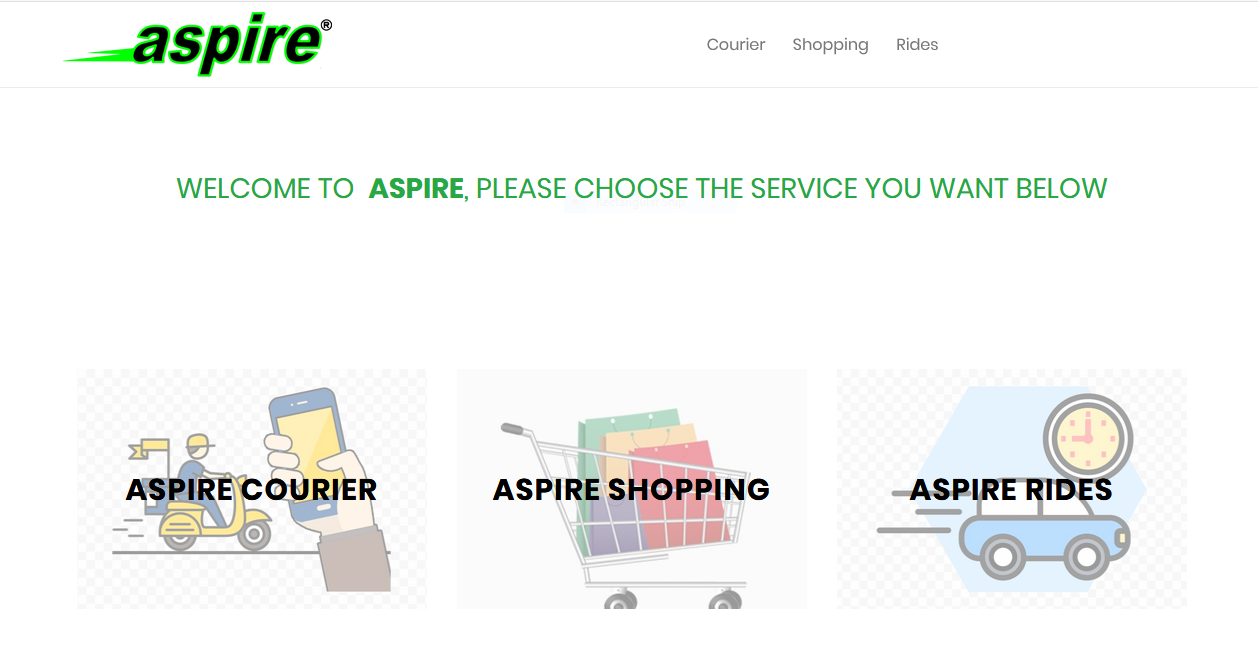 aspire®
Courier Shopping Rides
WELCOME TO ASPIRE, PLEASE CHOOSE THE SERVICE YOU WANT BELOW
ASPIRE COURIER
ASPIRE SHOPPING
ASPIRE RIDES